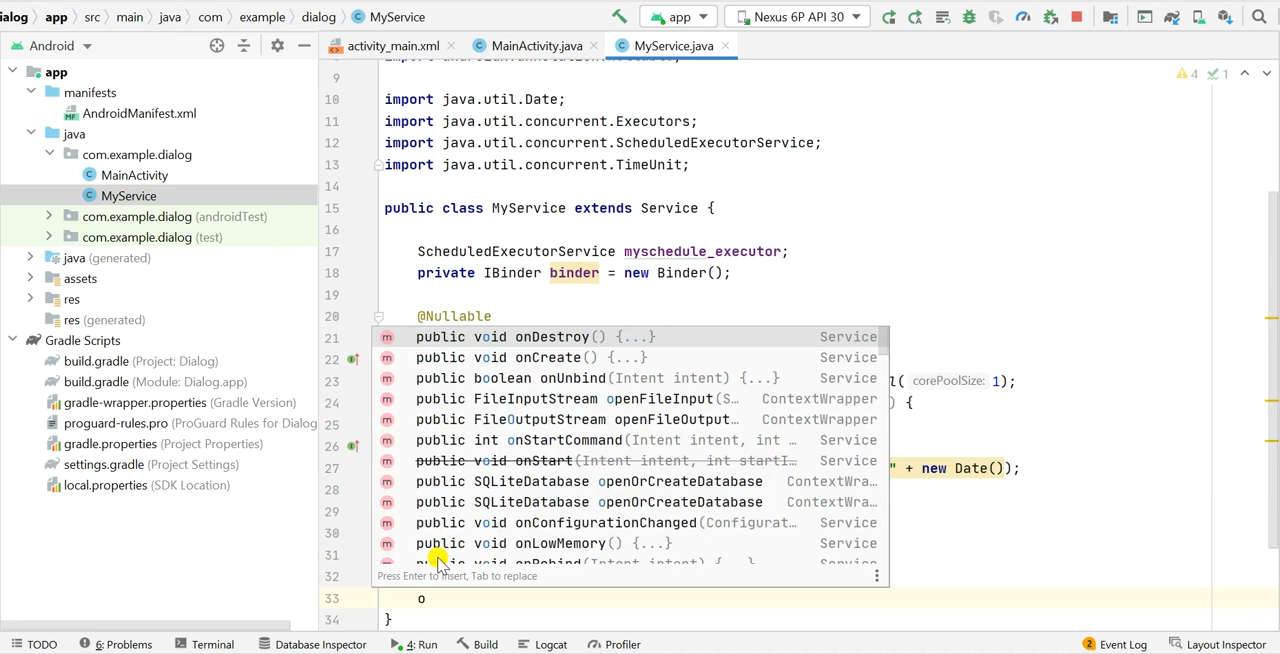 ialog src main java com example dialog MyService app Nexus 6P API 30
Android
activity_main.xml MainActivity.java MyService.java
app
manifests
AndroidManifest.xml
java
com.example.dialog
MainActivity
MyService
com.example.dialog (androidTest)
com.example.dialog (test)
java (generated)
assets
res
res (generated)
Gradle Scripts
build.gradle (Project: Dialog)
build.gradle (Module: Dialog.app)
gradle-wrapper.properties (Gradle Version)
proguard-rules.pro (ProGuard Rules for Dialog
gradle.properties (Project Properties)
settings.gradle (Project Settings)
local.properties (SDK Location)
4 1
9
10 import java.util.Date;
11 import java.util.concurrent.Executors;
12 import java.util.concurrent.ScheduledExecutorService;
13 import java.util.concurrent.TimeUnit;
14
15 public class MyService extends Service {
16
17 ScheduledExecutorService myschedule_executor;
18 private IBinder binder = new Binder();
19
20 @Nullable
21
22
23 l( corePoolSize: 1);
24 ) {
25
26
27 " + new Date());
28
29
30
31
32
33 o
34 }
public void onDestroy() {...} Service
public void onCreate() {...} Service
public boolean onUnbind(Intent intent) {...} Service
public FileInputStream openFileInput(S… ContextWrapper
public FileOutputStream openFileOutput… ContextWrapper
public int onStartCommand(Intent intent, int … Service
public void onStart(Intent intent, int startI… Service
public SQLiteDatabase openOrCreateDatabase ContextWra…
public SQLiteDatabase openOrCreateDatabase ContextWra…
public void onConfigurationChanged(Configurat… Service
public void onLowMemory() {...} Service
public void onRebind(Intent intent) {...} Service
Press Enter to insert, Tab to replace
TODO 6: Problems Terminal Database Inspector 4: Run Build Logcat Profiler 2 Event Log Layout Inspector